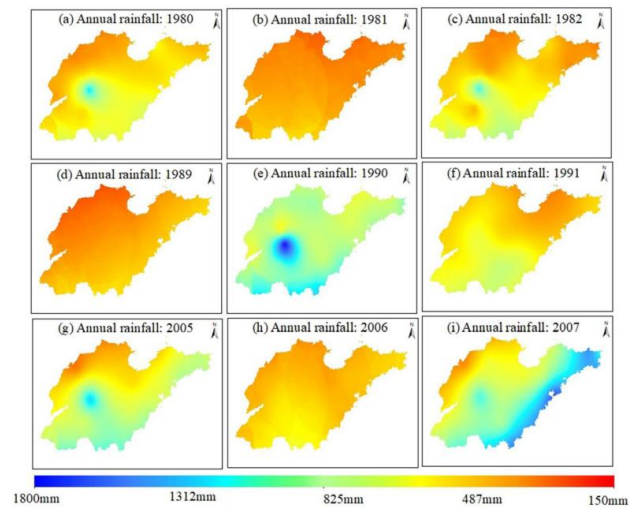 (a) Annual rainfall: 1980
N
(b) Annual rainfall: 1981
N
(c) Annual rainfall: 1982
N
(d) Annual rainfall: 1989
N
(e) Annual rainfall: 1990
N
(f) Annual rainfall: 1991
N
(g) Annual rainfall: 2005
N
(h) Annual rainfall: 2006
N
(i) Annual rainfall: 2007
N
1800mm 1312mm 825mm 487mm 150mm